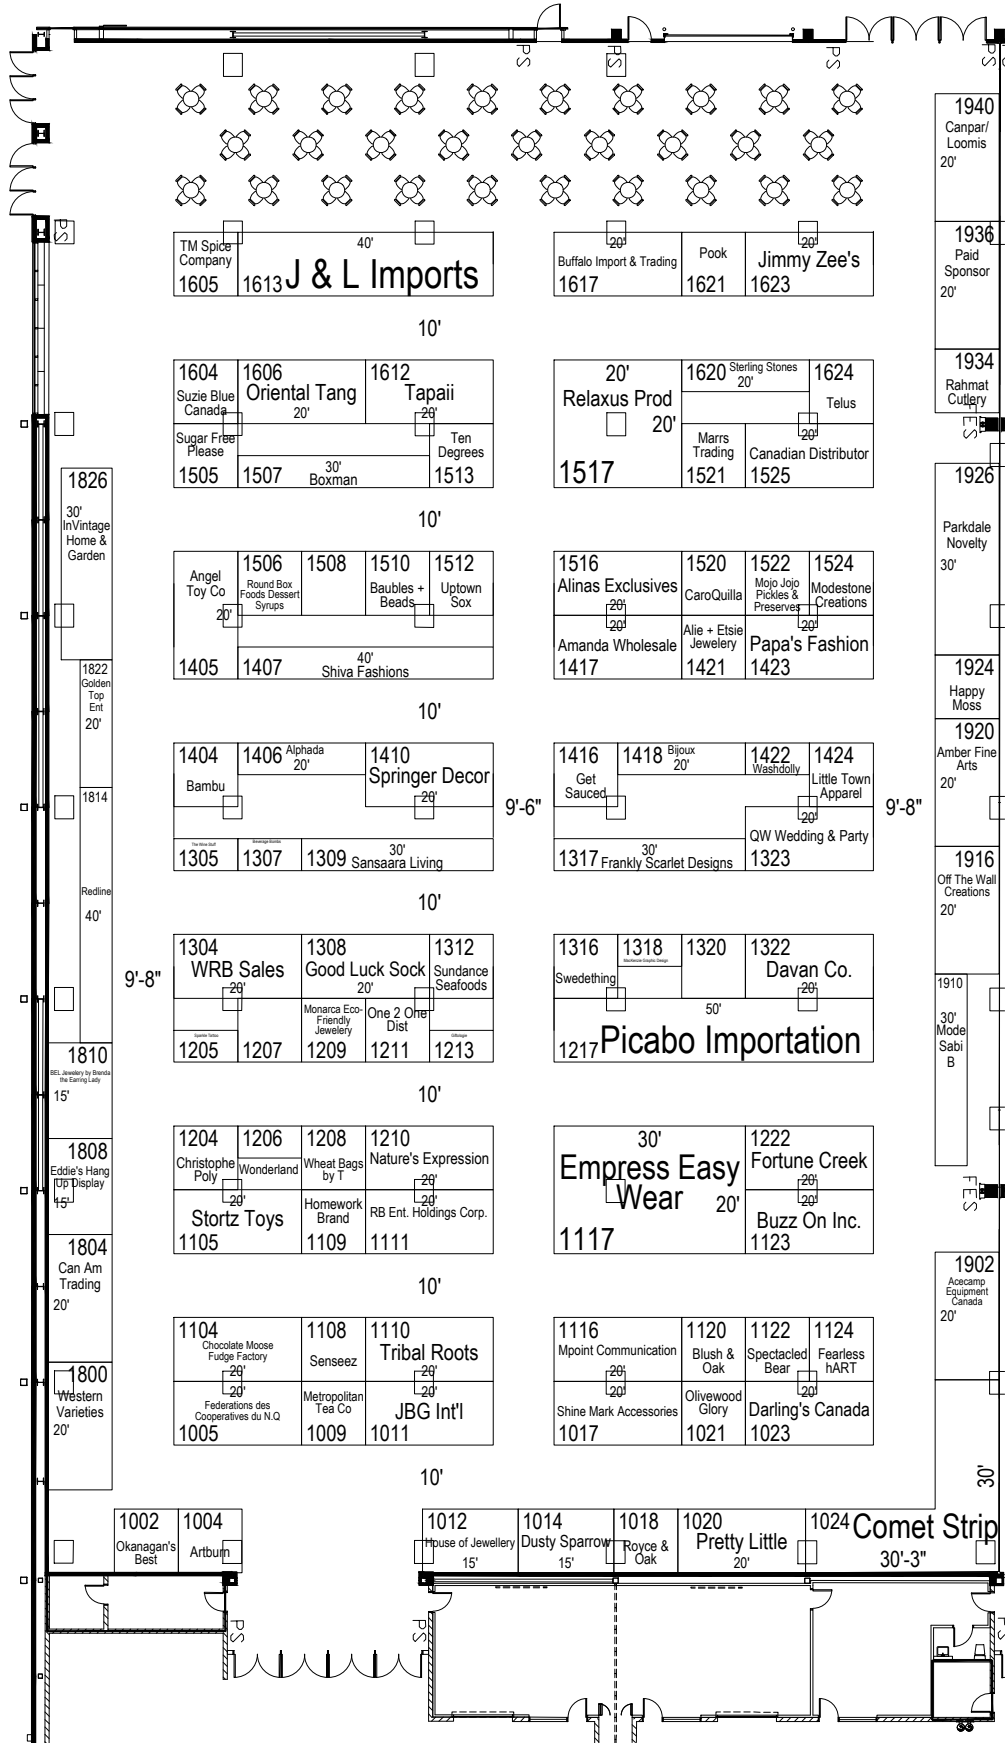 PS
PS
PS
PS
PS
1940
Canpar/
Loomis
20'
PS
1936
Paid
Sponsor
20'
TM Spice
Company
1605
40'
1613 J & L Imports
20'
Buffalo Import & Trading
1617
Pook
1621
20'
Jimmy Zee's
1623
10'
1934
Rahmat
Cutlery
FES
1604
Suzie Blue
Canada
1606
Oriental Tang
20'
1612
Tapaii
20'
Sugar Free
Please
1505
30'
1507 Boxman
Ten
Degrees
1513
20'
Relaxus Prod
20'
1517
1620 Sterling Stones
20'
1624
Telus
Marrs
Trading
1521
20'
Canadian Distributor
1525
1826
30'
InVintage
Home &
Garden
10'
1926
Parkdale
Novelty
30'
Angel
Toy Co
20'
1405
1506
Round Box
Foods Dessert
Syrups
1508
1510
Baubles +
Beads
1512
Uptown
Sox
40'
1407 Shiva Fashions
1516
Alinas Exclusives
20'
1520
CaroQuilla
1522
Mojo Jojo
Pickles &
Preserves
1524
Modestone
Creations
20'
Amanda Wholesale
1417
Alie + Etsie
Jewelery
1421
20'
Papa's Fashion
1423
1822
Golden
Top
Ent
20'
10'
1924
Happy
Moss
1920
Amber Fine
Arts
20'
1404
Bambu
1406 Alphada
20'
1410
Springer Decor
20'
1305
1307
30'
1309 Sansaara Living
9'-6"
1416
Get
Sauced
1418 Bijoux
20'
1422
Washdolly
1424
Little Town
Apparel
30'
1317 Frankly Scarlet Designs
20'
QW Wedding & Party
1323
9'-8"
1814
Redline
40'
10'
1916
Off The Wall
Creations
20'
9'-8"
1304
WRB Sales
20'
1308
Good Luck Sock
20'
1312
Sundance
Seafoods
1205
1207
Monarca Eco-
Friendly
Jewelery
1209
One 2 One
Dist
1211
1213
1316
Swedething
1318
1320
1322
Davan Co.
20'
50'
1217 Picabo Importation
1910
30'
Mode
Sabi
B
1810
BEL Jewelery by Brenda
the Earring Lady
15'
10'
1808
Eddie's Hang
Up Display
15'
1204
Christophe
Poly
1206
Wonderland
1208
Wheat Bags
by T
1210
Nature's Expression
20'
20'
Stortz Toys
1105
Homework
Brand
1109
20'
RB Ent. Holdings Corp.
1111
30'
Empress Easy
Wear 20'
1117
1222
Fortune Creek
20'
20'
Buzz On Inc.
1123
FES
1804
Can Am
Trading
20'
10'
1902
Acecamp
Equipment
Canada
20'
1104
Chocolate Moose
Fudge Factory
20'
1108
Senseez
1110
Tribal Roots
20'
20'
Federations des
Cooperatives du N.Q
1005
Metropolitan
Tea Co
1009
20'
JBG Int'l
1011
1116
Mpoint Communication
20'
1120
Blush &
Oak
1122
Spectacled
Bear
1124
Fearless
hART
20'
Shine Mark Accessories
1017
Olivewood
Glory
1021
20'
Darling's Canada
1023
1800
Western
Varieties
20'
10'
30'
1002
Okanagan's
Best
1004
Artburn
1012
House of Jewellery
15'
1014
Dusty Sparrow
15'
1018
Royce &
Oak
1020
Pretty Little
20'
1024 Comet Strip
30'-3"
PS
PS